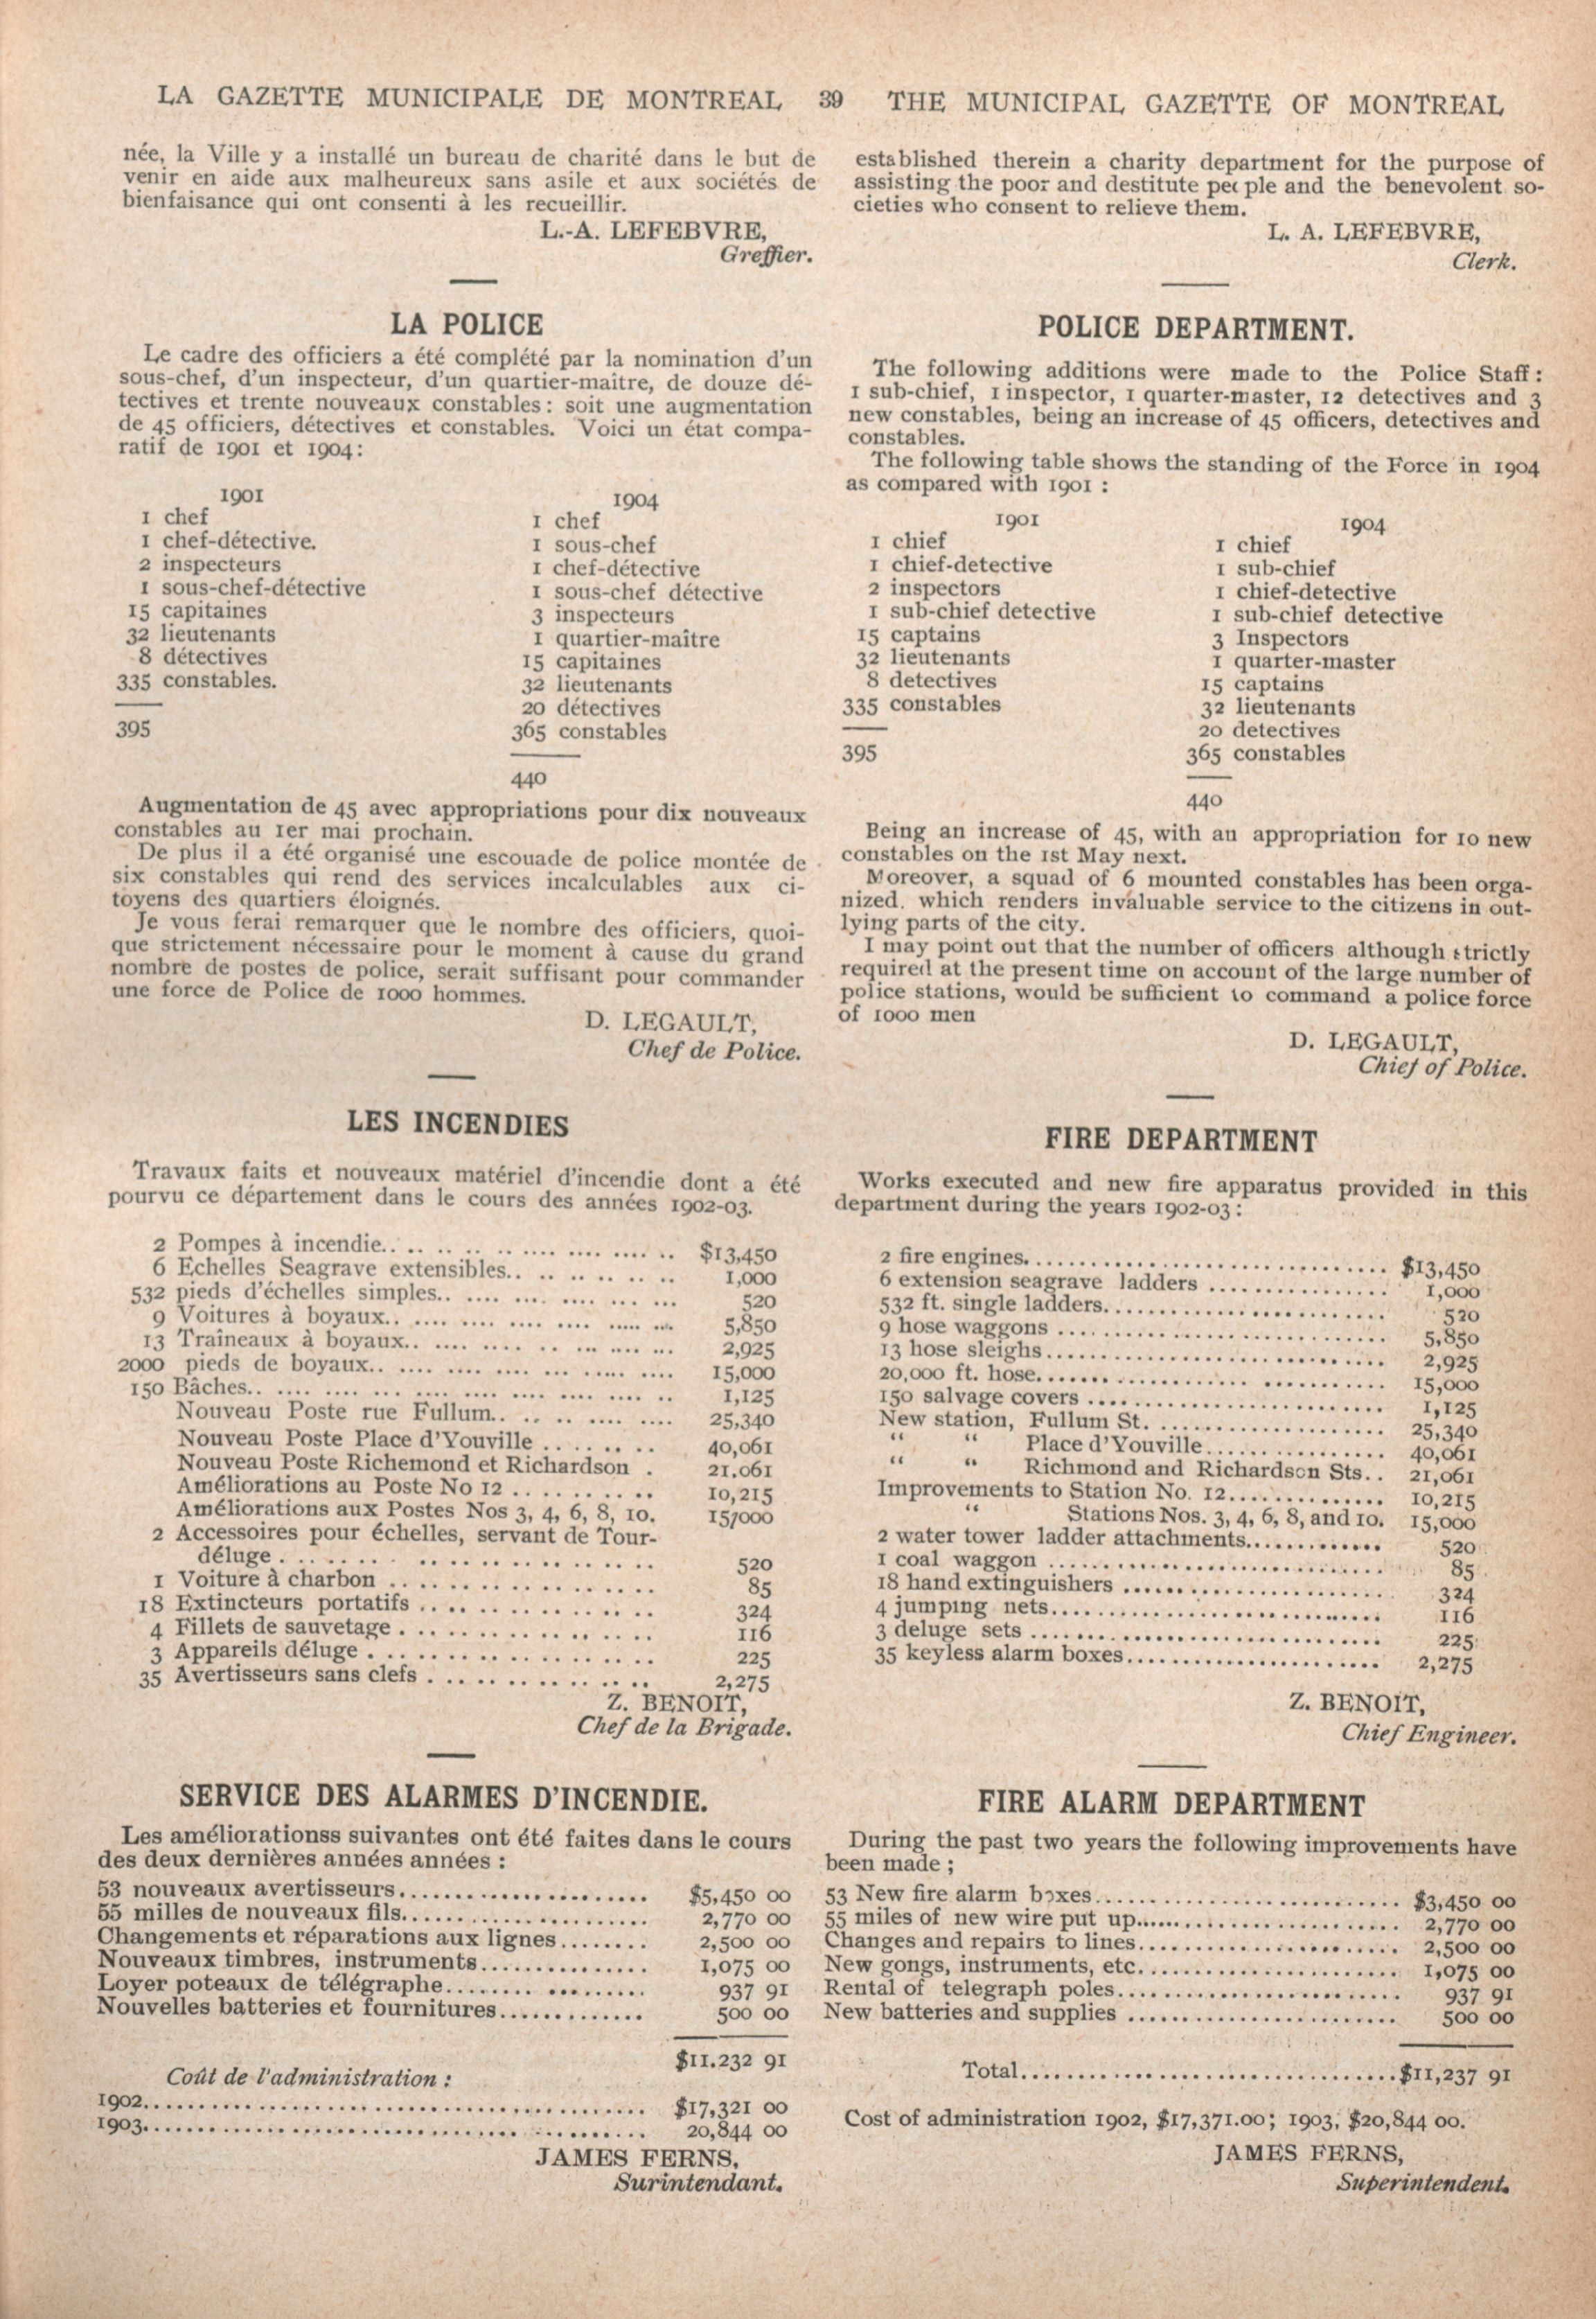 LA GAZETTE MUNICIPALE DE MONTREAL 39 THE MUNICIPAL GAZETTE OF MONTREAL
née, la Ville y a installé un bureau de charité dans le but de
venir en aide aux malheureux sans asile et aux sociétés de
bienfaisance qui ont consenti à les recueillir.
L.-A. LEFEBVRE,
Greffier.
LA POLICE
Le cadre des officiers a été complété par la nomination d'un
sous-chef, d'un inspecteur, d'un quartier-maître, de douze dé-
tectives et trente nouveaux constables: soit une augmentation
de 45 officiers, détectives et constables. Voici un état compa-
ratif de 1901 et 1904:
1901
1 chef
1 chef-détective.
2 inspecteurs
1 sous-chef-détective
15 capitaines
32 lieutenants
8 détectives
335 constables.
395
1904
1 chef
1 sous-chef
1 chef-détective
1 sous-chef détective
3 inspecteurs
1 quartier-maître
15 capitaines
32 lieutenants
20 détectives
365 constables
440
Augmentation de 45 avec appropriations pour dix nouveaux
constables au 1er mai prochain.
De plus il a été organisé une escouade de police montée de
six constables qui rend des services incalculables aux ci-
toyens des quartiers éloignés.
Je vous ferai remarquer que le nombre des officiers, quoi-
que strictement nécessaire pour le moment à cause du grand
nombre de postes de police, serait suffisant pour commander
une force de Police de 1000 hommes.
D. LEGAULT,
Chef de Police.
LES INCENDIES
Travaux faits et nouveaux matériel d'incendie dont a été
pourvu ce département dans le cours des années 1902-03.
2 Pompes à incendie.. .. .. .. .. .... .... .... .. $13,450
6 Echelles Seagrave extensibles.. .. .. .. .. .. 1,000
532 pieds d'échelles simples.. .... .... .... ... ... 520
9 Voitures à boyaux.. .... .... .... .... .... ... 5,850
13 Traîneaux à boyaux.. .... .... .. ... .... ... 2,925
2000 pieds de boyaux.. .... .... .... ... .... .... 15,000
150 Bâches.. .... .... ... .... .... .... .... .... .. 1,125
Nouveau Poste rue Fullum.. .. .. .... .... 25,340
Nouveau Poste Place d'Youville .. .. .. .. 40,061
Nouveau Poste Richemond et Richardson . 21.061
Améliorations au Poste No 12 .. .. .. .. .. 10,215
Améliorations aux Postes Nos 3, 4, 6, 8, 10. 15,000
2 Accessoires pour échelles, servant de Tour-
déluge . .. .. .. .. .. .. .. .. .. .. .. .. 520
1 Voiture à charbon .. .. .. .. .. .. .. .. .. 85
18 Extincteurs portatifs .. .. .. .. .. .. .. .. 324
4 Fillets de sauvetage . .. .. .. .. .. .. .. .. 116
3 Appareils déluge . .. .. .. .. .. .. .. .. .. 225
35 Avertisseurs sans clefs . .. .. .. .. .. .. .. 2,275
Z. BENOIT,
Chef de la Brigade.
SERVICE DES ALARMES D'INCENDIE.
Les améliorationss suivantes ont été faites dans le cours
des deux dernières années années :
53 nouveaux avertisseurs........................ $5,450 00
55 milles de nouveaux fils........................ 2,770 00
Changements et réparations aux lignes........ 2,500 00
Nouveaux timbres, instruments................ 1,075 00
Loyer poteaux de télégraphe.................. 937 91
Nouvelles batteries et fournitures.............. 500 00
$11.232 91
Coût de l'administration :
1902............................................. $17,321 00
1903............................................. 20,844 00
JAMES FERNS,
Surintendant.
established therein a charity department for the purpose of
assisting the poor and destitute pec ple and the benevolent so-
cieties who consent to relieve them.
L. A. LEFEBVRE,
Clerk.
POLICE DEPARTMENT.
The following additions were made to the Police Staff:
1 sub-chief, 1 inspector, 1 quarter-master, 12 detectives and 3
new constables, being an increase of 45 officers, detectives and
constables.
The following table shows the standing of the Force in 1904
as compared with 1901 :
1901
1 chief
1 chief-detective
2 inspectors
1 sub-chief detective
15 captains
32 lieutenants
8 detectives
335 constables
395
1904
1 chief
1 sub-chief
1 chief-detective
1 sub-chief detective
3 Inspectors
1 quarter-master
15 captains
32 lieutenants
20 detectives
365 constables
440
Being an increase of 45, with an appropriation for 10 new
constables on the 1st May next.
Moreover, a squad of 6 mounted constables has been orga-
nized. which renders invaluable service to the citizens in out-
lying parts of the city.
I may point out that the number of officers although strictly
required at the present time on account of the large number of
police stations, would be sufficient to command a police force
of 1000 men
D. LEGAULT,
Chief of Police.
FIRE DEPARTMENT
Works executed and new fire apparatus provided in this
department during the years 1902-03:
2 fire engines................................. $13,450
6 extension seagrave ladders ................ 1,000
532 ft. single ladders......................... 520
9 hose waggons ............................... 5,850
13 hose sleighs................................ 2,925
20,000 ft. hose................................ 15,000
150 salvage covers ............................ 1,125
New station, Fullum St. ...................... 25,340
" " Place d'Youville................ 40,061
" " Richmond and Richardson Sts.. 21,061
Improvements to Station No. 12............... 10,215
" Stations Nos. 3, 4, 6, 8, and 10. 15,000
2 water tower ladder attachments............. 520
1 coal waggon ................................ 85
18 hand extinguishers ......................... 324
4 jumping nets................................ 116
3 deluge sets ................................. 225
35 keyless alarm boxes........................ 2,275
Z. BENOIT,
Chief Engineer.
FIRE ALARM DEPARTMENT
During the past two years the following improvements have
been made ;
53 New fire alarm boxes........................... $3,450 00
55 miles of new wire put up....................... 2,770 00
Changes and repairs to lines....................... 2,500 00
New gongs, instruments, etc....................... 1,075 00
Rental of telegraph poles......................... 937 91
New batteries and supplies ........................ 500 00
Total..................................$11,237 91
Cost of administration 1902, $17,371.00; 1903, $20,844 00.
JAMES FERNS,
Superintendent.